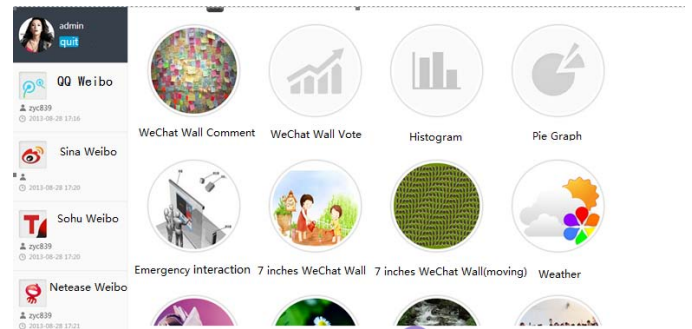 admin
quit
QQ Weibo
zyc839
2013-08-28 17:16
Sina Weibo
2013-08-28 17:20
Sohu Weibo
zyc839
2013-08-28 17:20
Netease Weibo
zyc839
2013-08-28 17:21
WeChat Wall Comment
WeChat Wall Vote
Histogram
Pie Graph
Emergency interaction
7 inches WeChat Wall
7 inches WeChat Wall(moving)
Weather